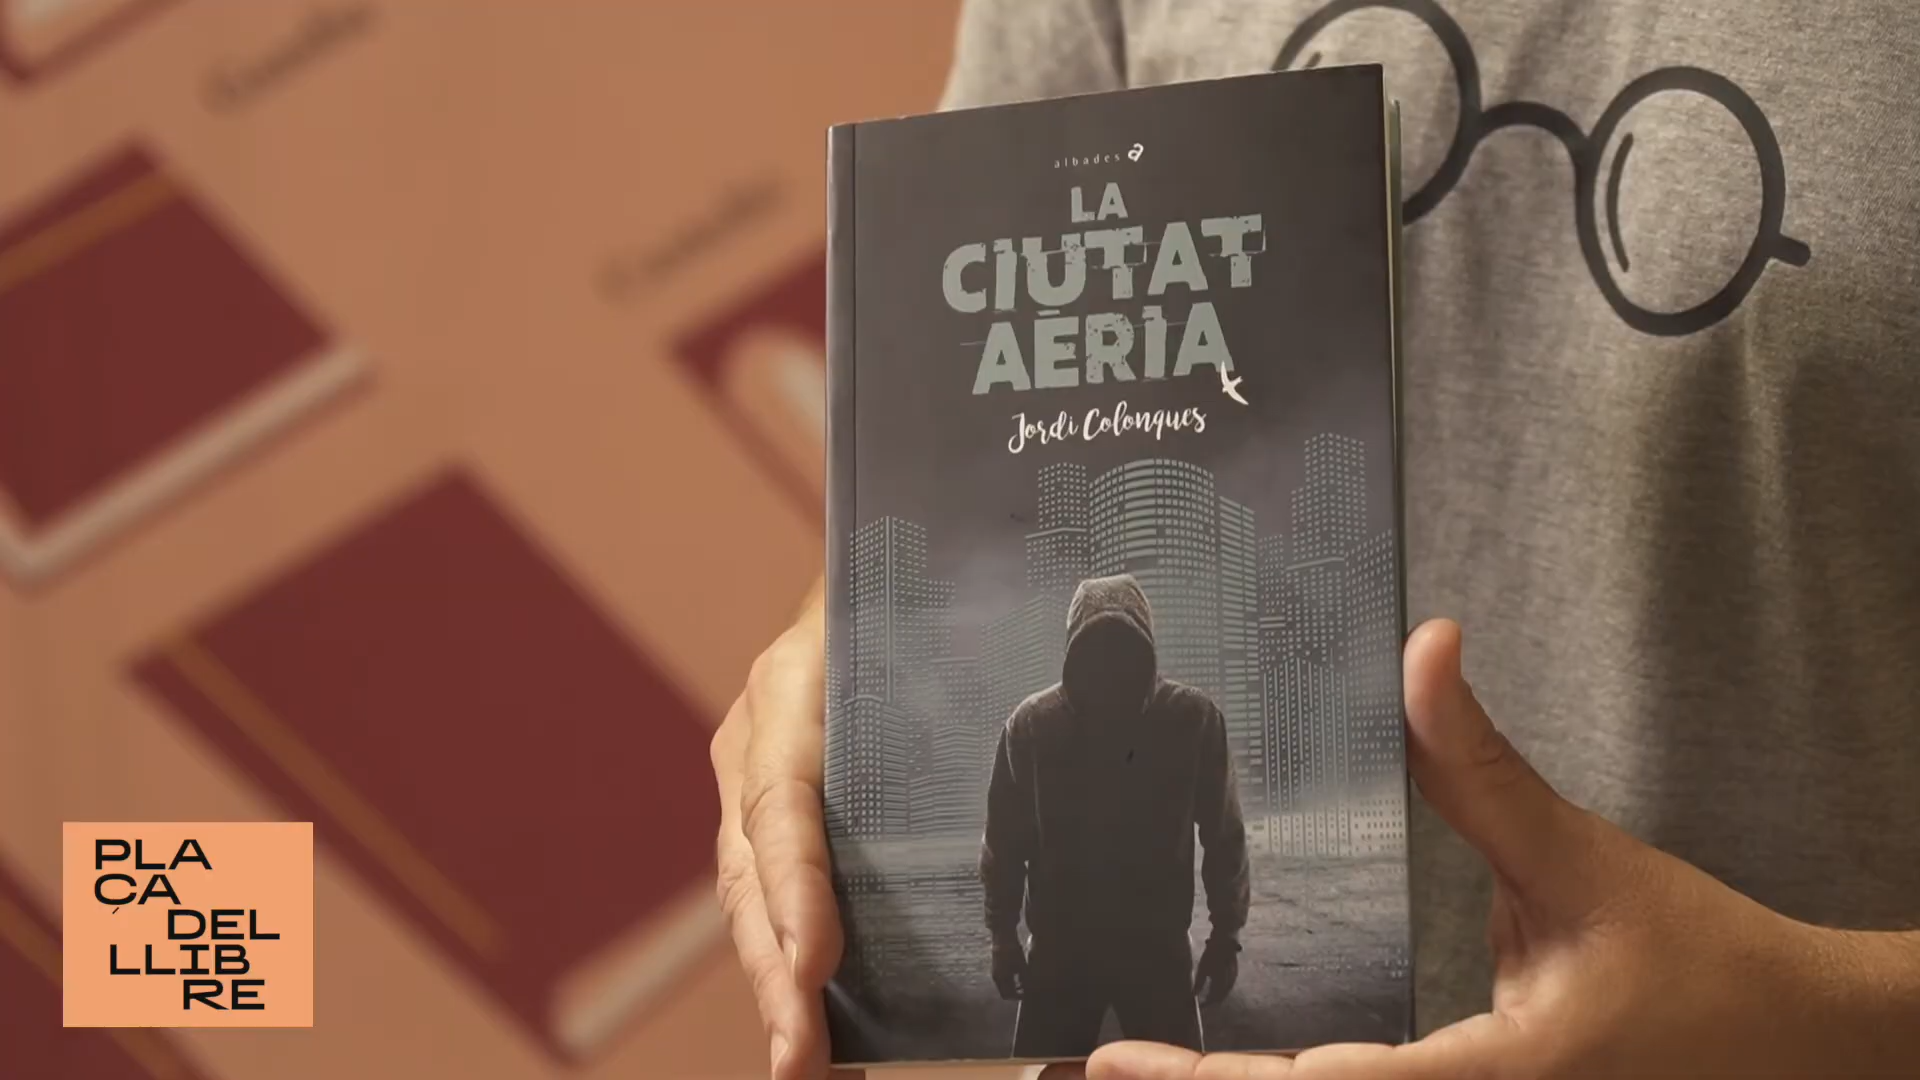 albades a
LA
CIUTAT
AÈRIA
Jordi Colonques
PLA
ÇA
DEL
LLIB
RE